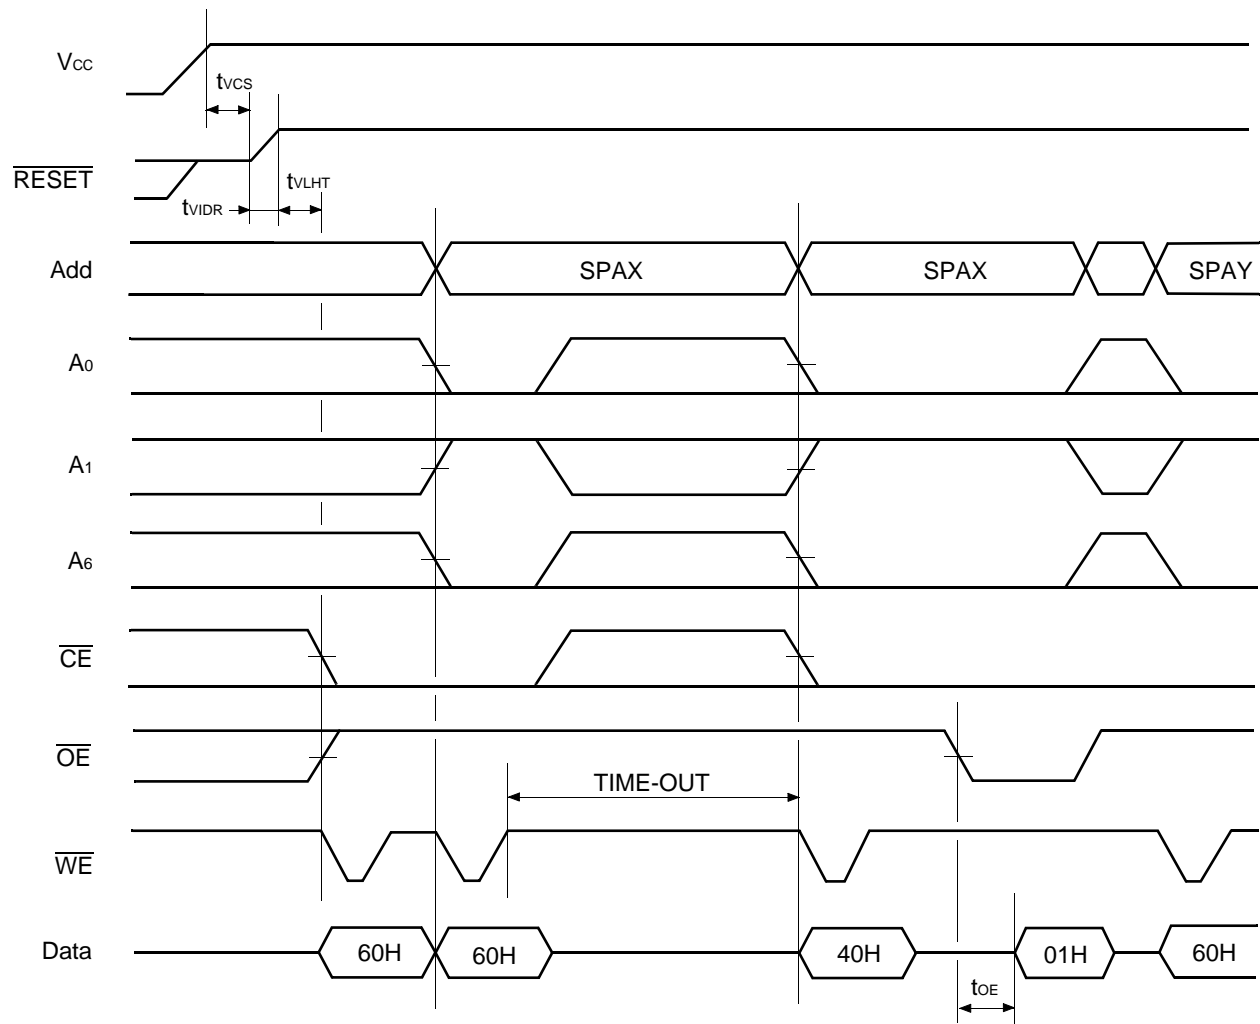 VCC
tVCS
RESET
tVLHT
tVIDR
Add
SPAX
SPAX
SPAY
A0
A1
A6
CE
OE
TIME-OUT
WE
Data
60H
60H
40H
01H
60H
tOE